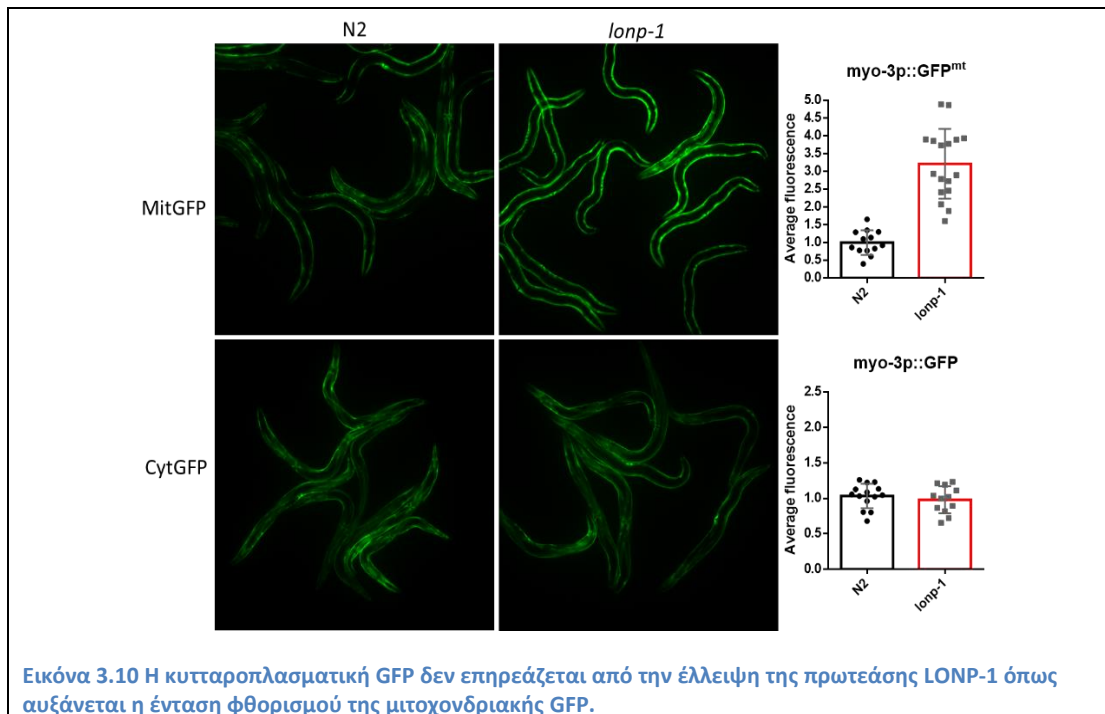 N2
lonp-1
MitGFP
myo-3p::GFPmt
Average fluorescence
5.0
4.5
4.0
3.5
3.0
2.5
2.0
1.5
1.0
0.5
0.0
N2
lonp-1
CytGFP
myo-3p::GFP
Average fluorescence
2.5
2.0
1.5
1.0
0.5
0.0
N2
lonp-1
Εικόνα 3.10 Η κυτταροπλασματική GFP δεν επηρεάζεται από την έλλειψη της πρωτεάσης LONP-1 όπως
αυξάνεται η ένταση φθορισμού της μιτοχονδριακής GFP.